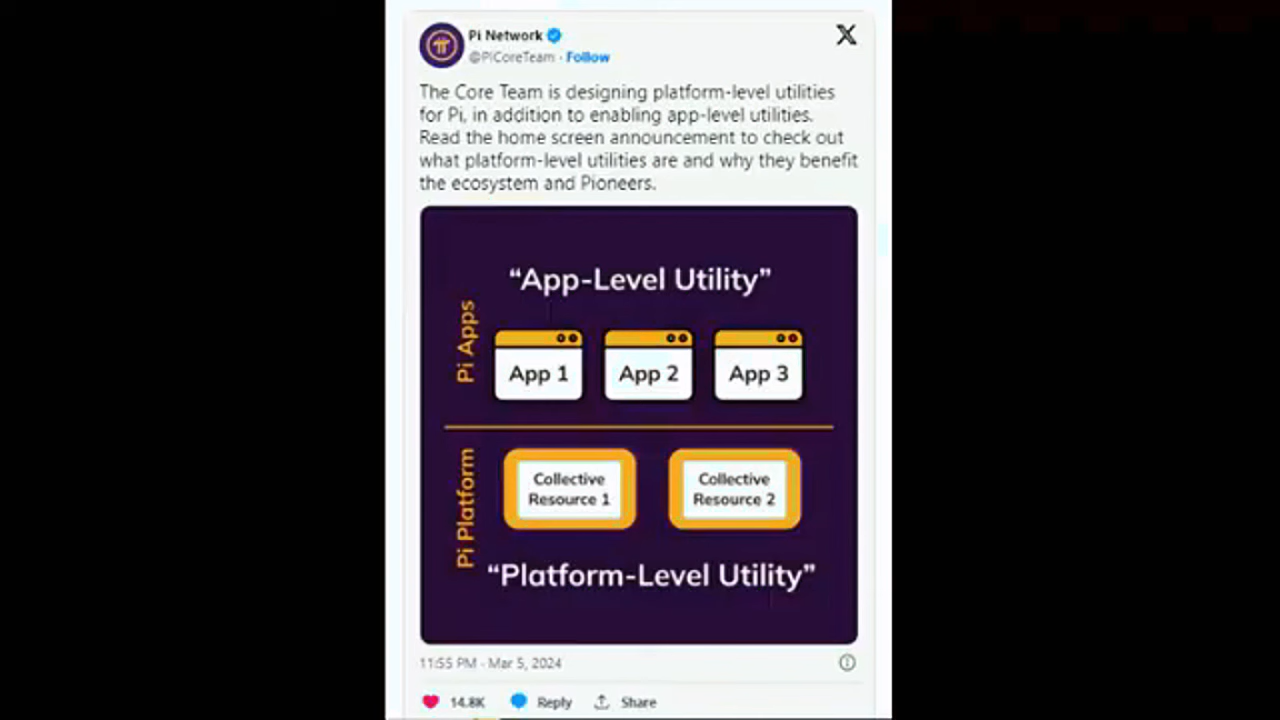 Pi Network
@PiCoreTeam · Follow
The Core Team is designing platform-level utilities
for Pi, in addition to enabling app-level utilities.
Read the home screen announcement to check out
what platform-level utilities are and why they benefit
the ecosystem and Pioneers.
“App-Level Utility”
Pi Apps
App 1
App 2
App 3
Pi Platform
Collective
Resource 1
Collective
Resource 2
“Platform-Level Utility”
11:55 PM · Mar 5, 2024
14.8K Reply Share